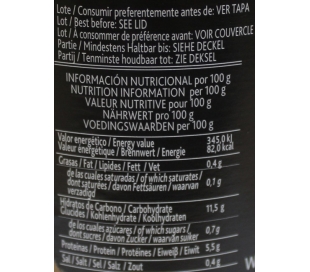 Lote / Consumir preferentemente antes de: VER TAPA
Lot / Best before: SEE LID
Lot / A consommer de préférence avant: VOIR COUVERCLE
Partie / Mindestens Haltbar bis: SIEHE DECKEL
Partij / Tenminste houdbaar tot: ZIE DEKSEL
INFORMACIÓN NUTRICIONAL por 100 g
NUTRITION INFORMATION per 100 g
VALEUR NUTRITIVE pour 100 g
NÄHRWERT pro 100 g
VOEDINGSWAARDEN per 100 g
Valor energético / Energy value 345,0 kJ
Valeur énergétique / Brennwert / Energie 82,0 kcal
Grasas / Fat / Lipides / Fett / Vet 0,4 g
de las cuales saturadas / of which saturates /
dont saturées / davon Fettsäuren / waarvan 0,1 g
verzadigd
Hidratos de Carbono / Carbohydrate 11,5 g
Glucides / Kohlenhydrate / Koolhydraten
de los cuales azúcares / of which sugars / 0,7 g
dont sucres / davon Zucker / waarvan suiker
Proteínas / Protein / Protéines / Eiweiß / Eiwit 5,5 g
Sal / Salt / Sel / Salz / Zout 0,4 g